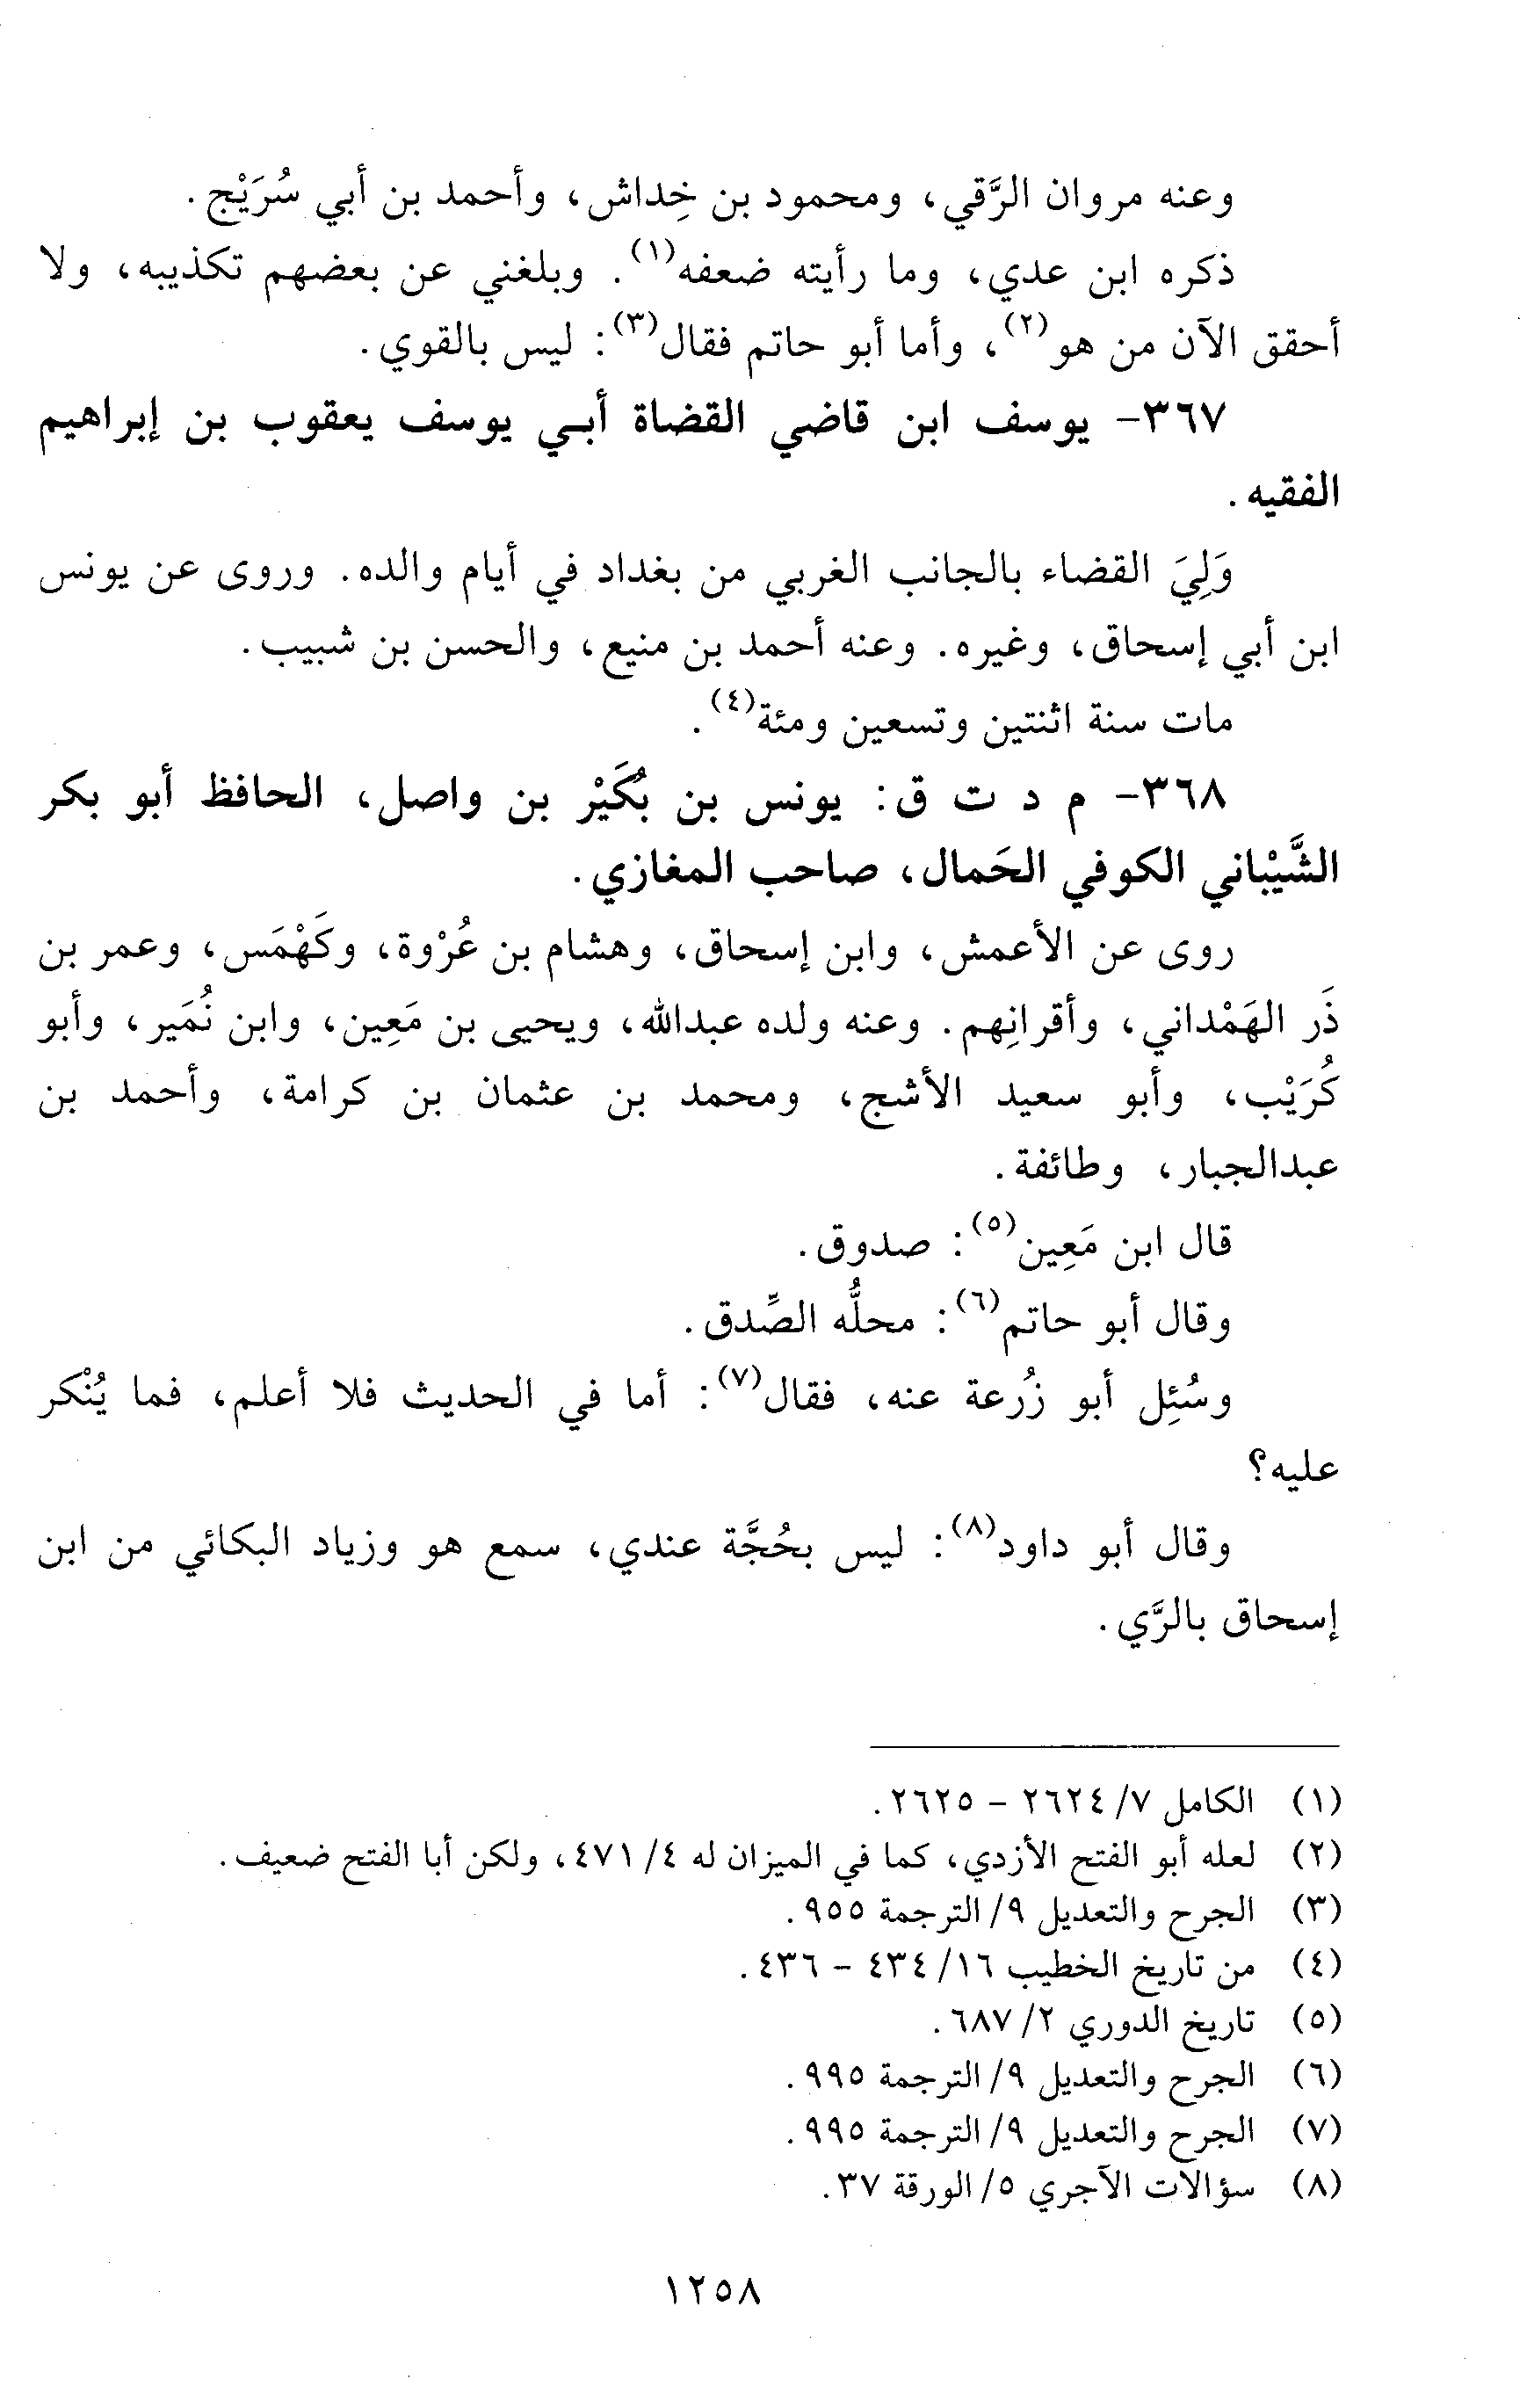 وعنه مروان الرَّقي، ومحمود بن خِداش، وأحمد بن أبي سُرَيْج.
ذكره ابن عدي، وما رأيته ضعفه(١). وبلغني عن بعضهم تكذيبه، ولا
أحقق الآن من هو(٢)، وأما أبو حاتم فقال(٣): ليس بالقوي.
٣٦٧- يوسف ابن قاضي القضاة أبي يوسف يعقوب بن إبراهيم
الفقيه.
وَلِيَ القضاء بالجانب الغربي من بغداد في أيام والده. وروى عن يونس
ابن أبي إسحاق، وغيره. وعنه أحمد بن منيع، والحسن بن شبيب.
مات سنة اثنتين وتسعين ومئة(٤).
٣٦٨- م د ت ق: يونس بن بُكَيْر بن واصل، الحافظ أبو بكر
الشَّيْباني الكوفي الحَمال، صاحب المغازي.
روى عن الأعمش، وابن إسحاق، وهشام بن عُرْوة، وكَهْمَس، وعمر بن
ذَر الهَمْداني، وأقرانِهم. وعنه ولده عبدالله، ويحيى بن مَعِين، وابن نُمَير، وأبو
كُرَيْب، وأبو سعيد الأشج، ومحمد بن عثمان بن كرامة، وأحمد بن
عبدالجبار، وطائفة.
قال ابن مَعِين(٥): صدوق.
وقال أبو حاتم(٦): محلُّه الصِّدق.
وسُئِل أبو زُرعة عنه، فقال(٧): أما في الحديث فلا أعلم، فما يُنْكر
عليه؟
وقال أبو داود(٨): ليس بحُجَّة عندي، سمع هو وزياد البكائي من ابن
إسحاق بالرَّي.
(١) الكامل ٧/ ٢٦٢٤ - ٢٦٢٥.
(٢) لعله أبو الفتح الأزدي، كما في الميزان له ٤/ ٤٧١، ولكن أبا الفتح ضعيف.
(٣) الجرح والتعديل ٩/ الترجمة ٩٥٥.
(٤) من تاريخ الخطيب ١٦/ ٤٣٤ - ٤٣٦.
(٥) تاريخ الدوري ٢/ ٦٨٧.
(٦) الجرح والتعديل ٩/ الترجمة ٩٩٥.
(٧) الجرح والتعديل ٩/ الترجمة ٩٩٥.
(٨) سؤالات الآجري ٥/ الورقة ٣٧.
١٢٥٨